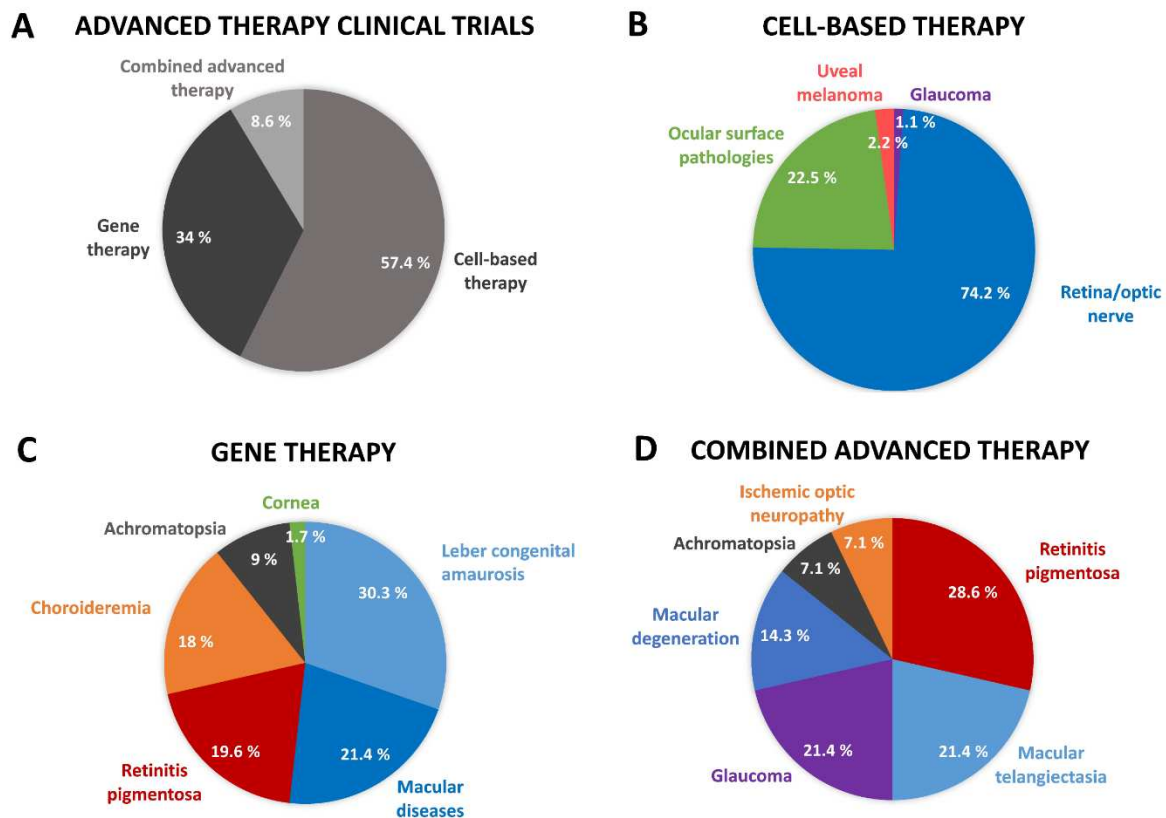 A
ADVANCED THERAPY CLINICAL TRIALS
Combined advanced
therapy
8.6 %
Gene
therapy
34 %
57.4 %
Cell-based
therapy
B
CELL-BASED THERAPY
Uveal
melanoma
Glaucoma
1.1 %
2.2 %
Ocular surface
pathologies
22.5 %
74.2 %
Retina/optic
nerve
C
GENE THERAPY
Cornea
1.7 %
Achromatopsia
9 %
Leber congenital
amaurosis
30.3 %
Choroideremia
18 %
19.6 %
Retinitis
pigmentosa
21.4 %
Macular
diseases
D
COMBINED ADVANCED THERAPY
Ischemic optic
neuropathy
7.1 %
Achromatopsia
7.1 %
Retinitis
pigmentosa
28.6 %
Macular
degeneration
14.3 %
Glaucoma
21.4 %
21.4 %
Macular
telangiectasia